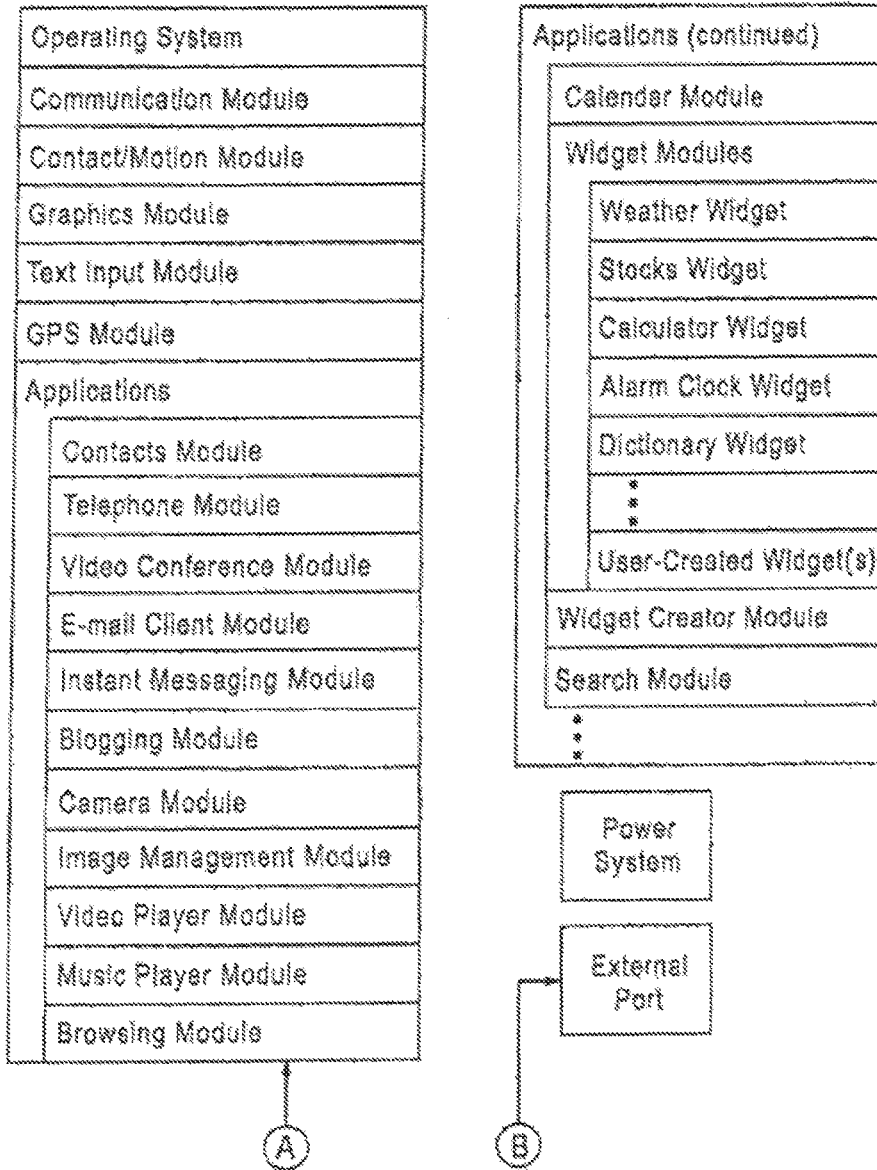 Operating System
Communication Module
Contact/Motion Module
Graphics Module
Text Input Module
GPS Module
Applications
Contacts Module
Telephone Module
Video Conference Module
E-mail Client Module
Instant Messaging Module
Blogging Module
Camera Module
Image Management Module
Video Player Module
Music Player Module
Browsing Module
A
Applications (continued)
Calendar Module
Widget Modules
Weather Widget
Stocks Widget
Calculator Widget
Alarm Clock Widget
Dictionary Widget
User-Created Widget(s)
Widget Creator Module
Search Module
Power
System
External
Port
B